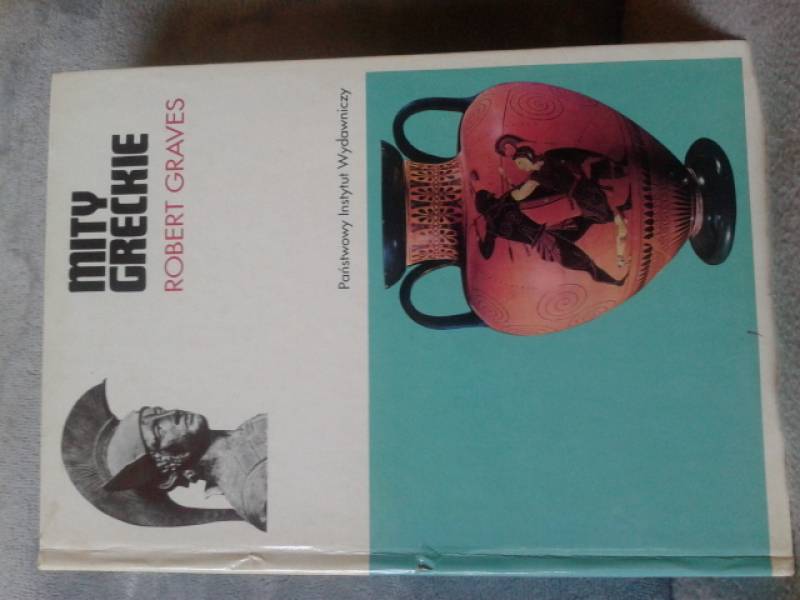 MITY
GRECKIE
ROBERT GRAVES
Państwowy Instytut Wydawniczy